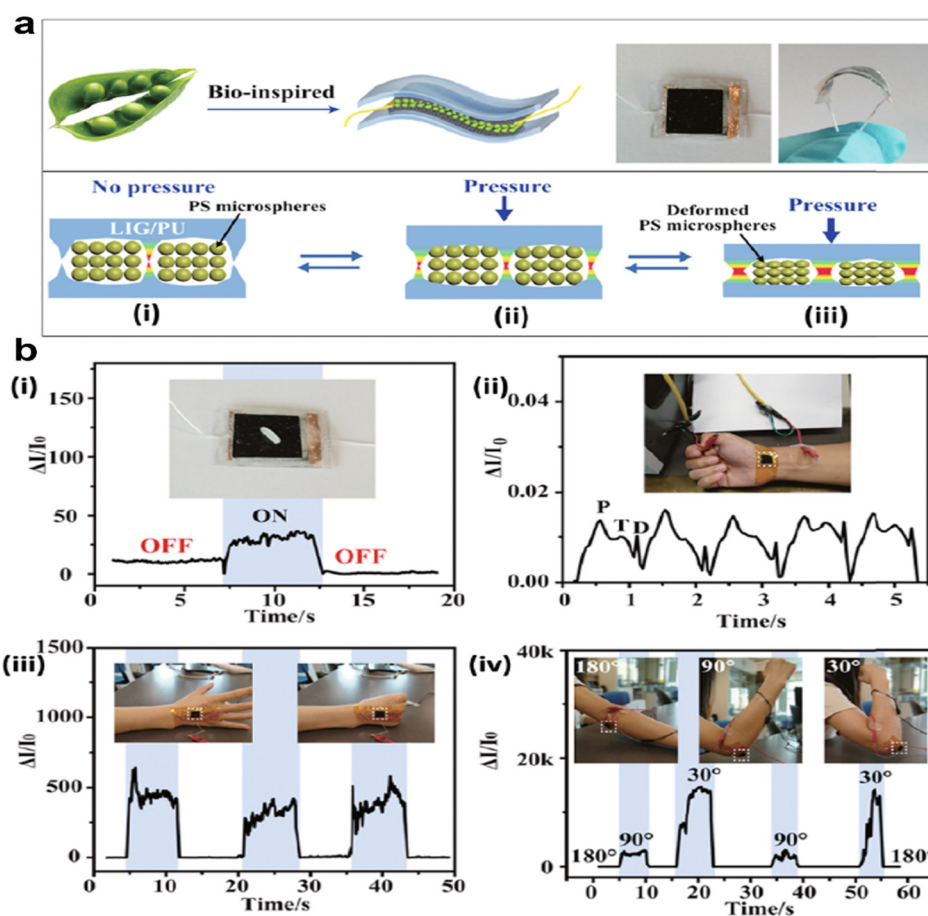 a
Bio-inspired
No pressure
PS microspheres
LIG/PU
(i)
Pressure
(ii)
Deformed
PS microspheres
Pressure
(iii)
b
(i)
150
100
50
0
ΔI/I0
OFF
ON
OFF
0 5 10 15 20
Time/s
(ii)
0.04
0.02
0.01
0.00
ΔI/I0
P
T D
0 1 2 3 4 5
Time/s
(iii)
1500
1000
500
0
ΔI/I0
0 10 20 30 40 50
Time/s
(iv)
40k
20k
20k
0
ΔI/I0
180°
90°
30°
180°
90°
30°
90°
30°
180°
0 10 20 30 40 50 60
Time/s